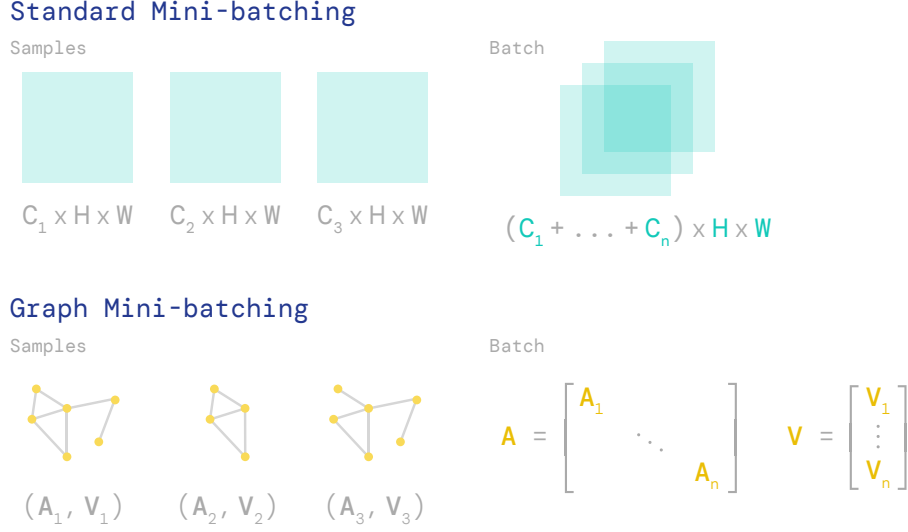 Standard Mini-batching
Samples
Batch
C₁ x H x W
C₂ x H x W
C₃ x H x W
(C₁ + ... + Cₙ) x H x W
Graph Mini-batching
Samples
Batch
A = [A₁ ⋱ Aₙ]
V = [V₁ ⋮ Vₙ]
(A₁, V₁)
(A₂, V₂)
(A₃, V₃)